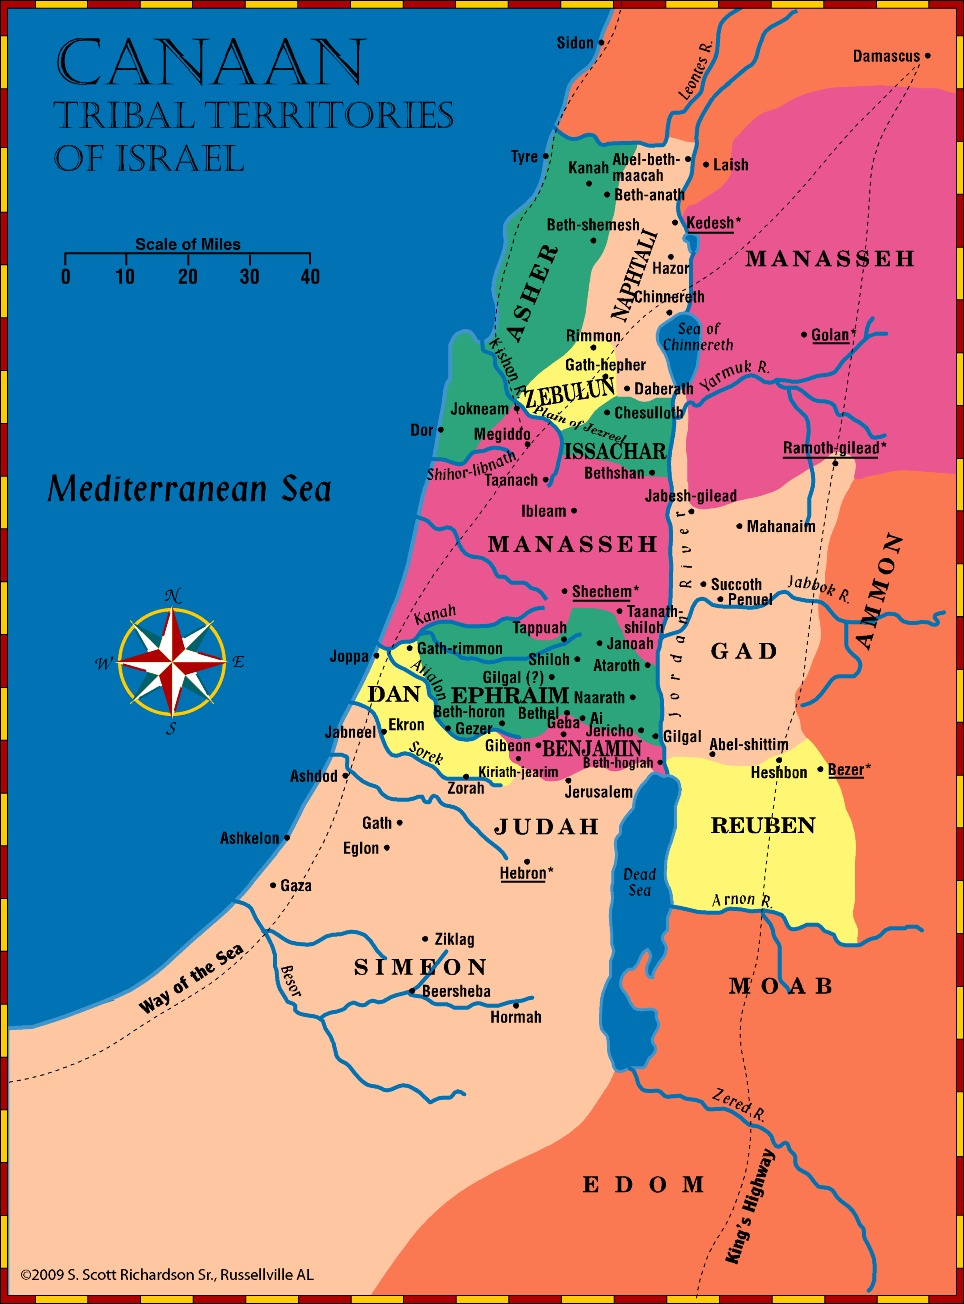 CANAAN
TRIBAL TERRITORIES
OF ISRAEL
Scale of Miles
0 10 20 30 40
Sidon
Leontes R.
Damascus
Tyre
Kanah
Abel-beth-
maacah
Laish
Beth-anath
Beth-shemesh
Kedesh*
ASHER
NAPHTALI
Hazor
MANASSEH
Chinnereth
Sea of
Chinnereth
Rimmon
Golan*
Kishon R.
Gath-hepher
ZEBULUN
Daberath
Yarmuk R.
Jokneam
Chesulloth
Plain of Jezreel
Dor
Megiddo
ISSACHAR
Ramoth-gilead*
Shihor-libnath
Taanach
Bethshan
Mediterranean Sea
Jabesh-gilead
Ibleam
Mahanaim
MANASSEH
AMMON
Jordan River
Shechem*
Succoth
Penuel
Jabbok R.
Kanah
Taanath-
shiloh
Tappuah
Janoah
GAD
N
W
E
S
Joppa
Gath-rimmon
Shiloh
Ataroth
Aijalon
Gilgal (?)
DAN
EPHRAIM
Naarath
Beth-horon
Bethel
Ai
Jabneel
Ekron
Gezer
Geba
Jericho
Gilgal
Gibeon
BENJAMIN
Abel-shittim
Sorek
Kiriath-jearim
Beth-hoglah
Heshbon
Bezer*
Ashdod
Zorah
Jerusalem
Gath
JUDAH
REUBEN
Ashkelon
Eglon
Hebron*
Dead
Sea
Gaza
Arnon R.
Ziklag
Way of the Sea
SIMEON
Besor
Beersheba
MOAB
Hormah
Zered R.
EDOM
King's Highway
©2009 S. Scott Richardson Sr., Russellville AL